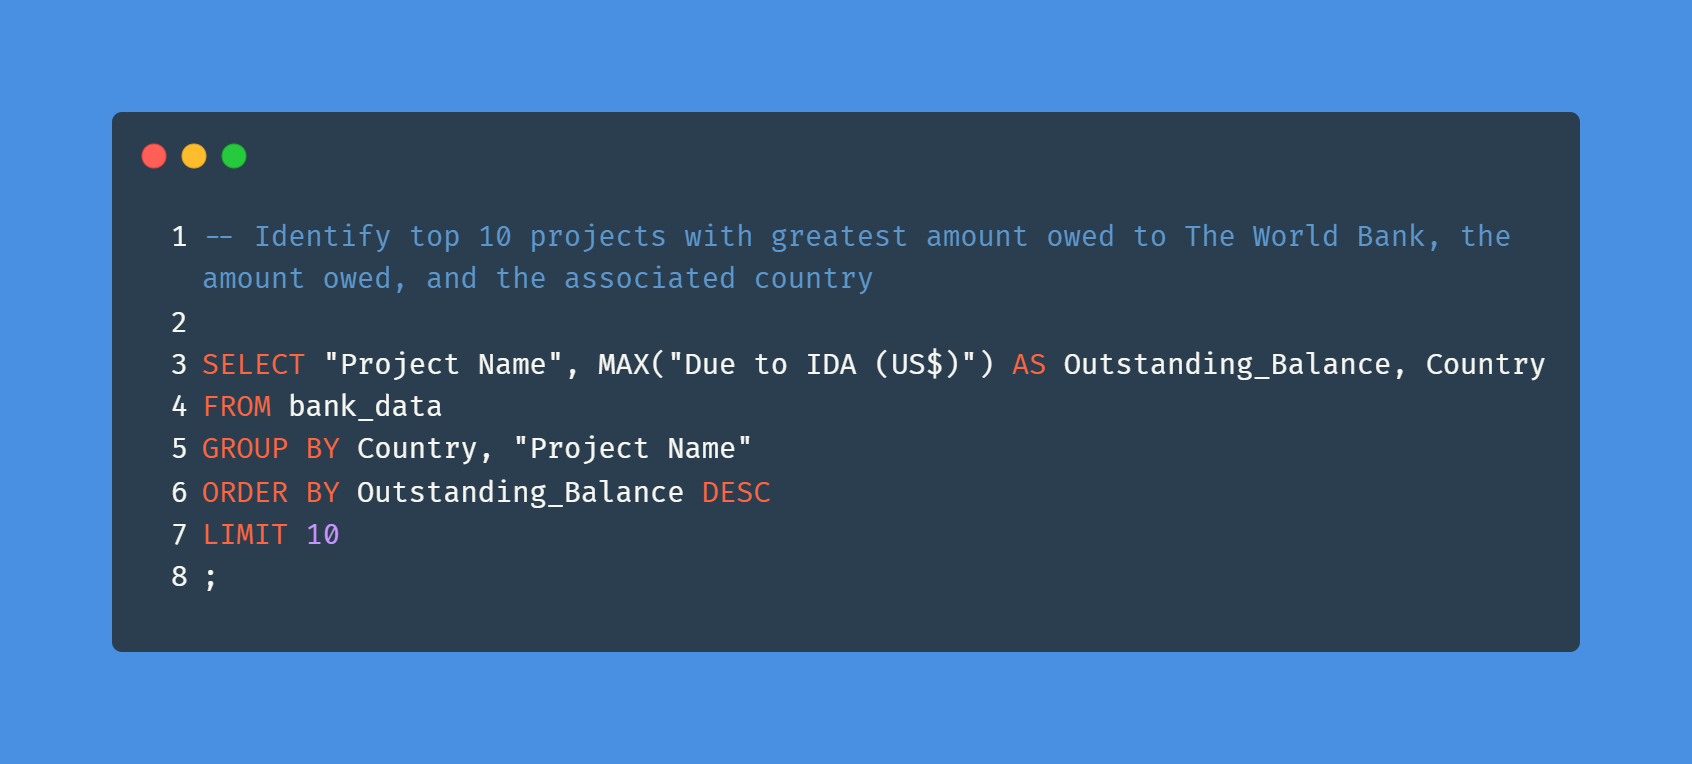 1 -- Identify top 10 projects with greatest amount owed to The World Bank, the
amount owed, and the associated country
2
3 SELECT "Project Name", MAX("Due to IDA (US$)") AS Outstanding_Balance, Country
4 FROM bank_data
5 GROUP BY Country, "Project Name"
6 ORDER BY Outstanding_Balance DESC
7 LIMIT 10
8 ;